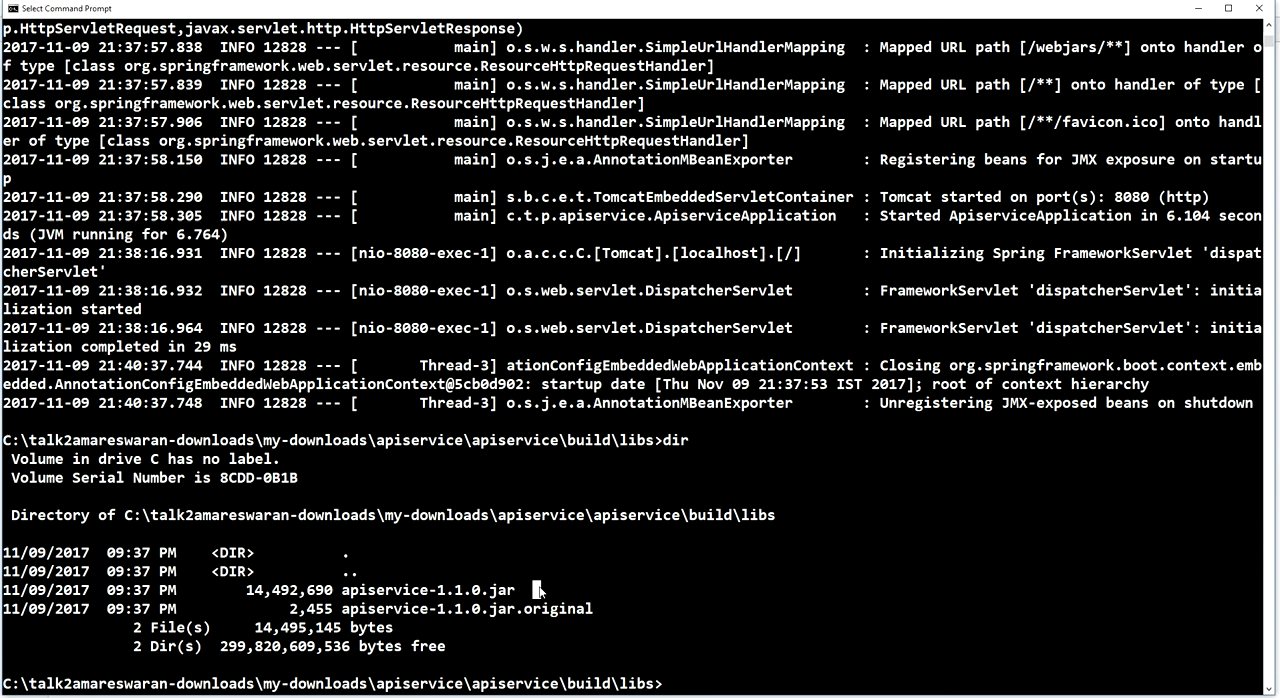 Select Command Prompt
p.HttpServletRequest,javax.servlet.http.HttpServletResponse)
2017-11-09 21:37:57.838  INFO 12828 --- [           main] o.s.w.s.handler.SimpleUrlHandlerMapping  : Mapped URL path [/webjars/**] onto handler o
f type [class org.springframework.web.servlet.resource.ResourceHttpRequestHandler]
2017-11-09 21:37:57.839  INFO 12828 --- [           main] o.s.w.s.handler.SimpleUrlHandlerMapping  : Mapped URL path [/**] onto handler of type [
class org.springframework.web.servlet.resource.ResourceHttpRequestHandler]
2017-11-09 21:37:57.906  INFO 12828 --- [           main] o.s.w.s.handler.SimpleUrlHandlerMapping  : Mapped URL path [/**/favicon.ico] onto handl
er of type [class org.springframework.web.servlet.resource.ResourceHttpRequestHandler]
2017-11-09 21:37:58.150  INFO 12828 --- [           main] o.s.j.e.a.AnnotationMBeanExporter        : Registering beans for JMX exposure on startu
p
2017-11-09 21:37:58.290  INFO 12828 --- [           main] s.b.c.e.t.TomcatEmbeddedServletContainer : Tomcat started on port(s): 8080 (http)
2017-11-09 21:37:58.305  INFO 12828 --- [           main] c.t.p.apiservice.ApiserviceApplication   : Started ApiserviceApplication in 6.104 secon
ds (JVM running for 6.764)
2017-11-09 21:38:16.931  INFO 12828 --- [nio-8080-exec-1] o.a.c.c.C.[Tomcat].[localhost].[/]       : Initializing Spring FrameworkServlet 'dispat
cherServlet'
2017-11-09 21:38:16.932  INFO 12828 --- [nio-8080-exec-1] o.s.web.servlet.DispatcherServlet        : FrameworkServlet 'dispatcherServlet': initia
lization started
2017-11-09 21:38:16.964  INFO 12828 --- [nio-8080-exec-1] o.s.web.servlet.DispatcherServlet        : FrameworkServlet 'dispatcherServlet': initia
lization completed in 29 ms
2017-11-09 21:40:37.744  INFO 12828 --- [       Thread-3] ationConfigEmbeddedWebApplicationContext : Closing org.springframework.boot.context.emb
edded.AnnotationConfigEmbeddedWebApplicationContext@5cb0d902: startup date [Thu Nov 09 21:37:53 IST 2017]; root of context hierarchy
2017-11-09 21:40:37.748  INFO 12828 --- [       Thread-3] o.s.j.e.a.AnnotationMBeanExporter        : Unregistering JMX-exposed beans on shutdown
C:\talk2amareswaran-downloads\my-downloads\apiservice\apiservice\build\libs>dir
 Volume in drive C has no label.
 Volume Serial Number is 8CDD-0B1B
 Directory of C:\talk2amareswaran-downloads\my-downloads\apiservice\apiservice\build\libs
11/09/2017  09:37 PM    <DIR>          .
11/09/2017  09:37 PM    <DIR>          ..
11/09/2017  09:37 PM        14,492,690 apiservice-1.1.0.jar
11/09/2017  09:37 PM             2,455 apiservice-1.1.0.jar.original
               2 File(s)     14,495,145 bytes
               2 Dir(s)  299,820,609,536 bytes free
C:\talk2amareswaran-downloads\my-downloads\apiservice\apiservice\build\libs>